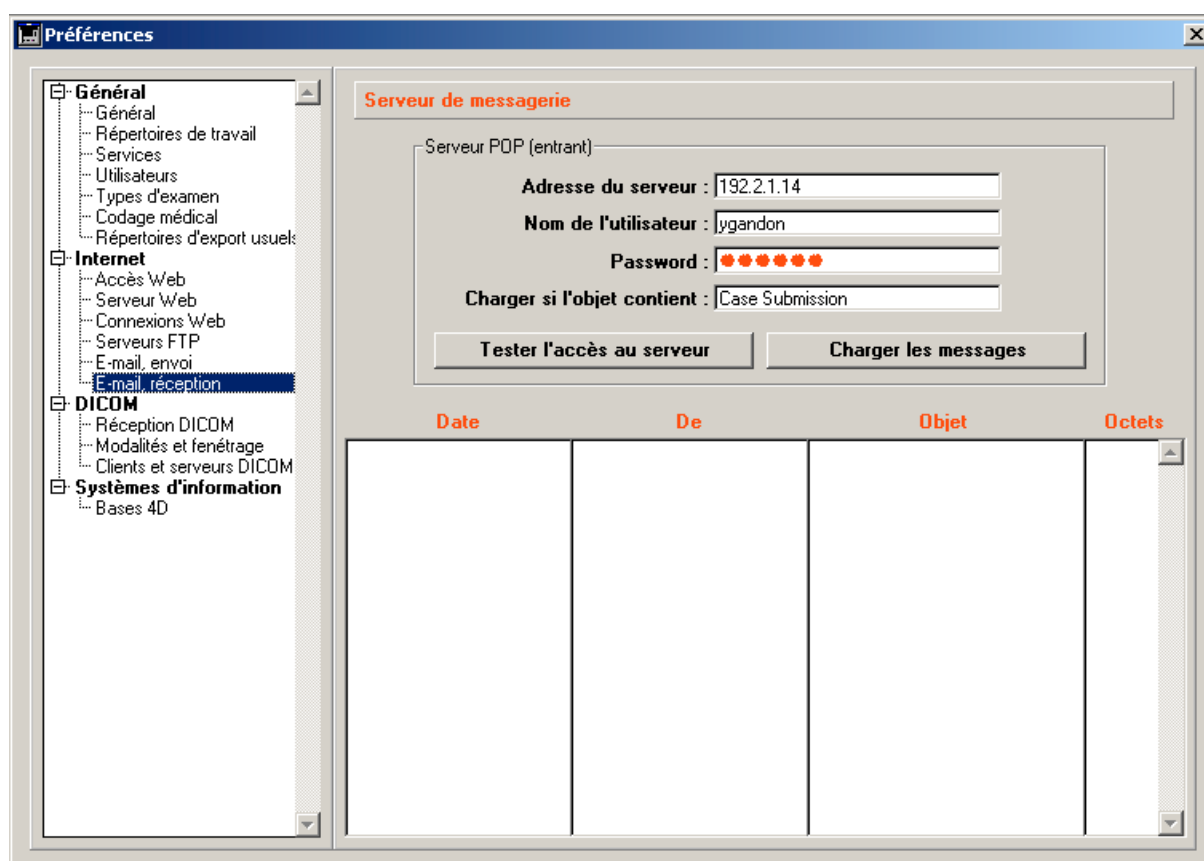 Préférences
Général
Général
Répertoires de travail
Services
Utilisateurs
Types d'examen
Codage médical
Répertoires d'export usuels
Internet
Accès Web
Serveur Web
Connexions Web
Serveurs FTP
E-mail, envoi
E-mail, réception
DICOM
Réception DICOM
Modalités et fenétrage
Clients et serveurs DICOM
Systèmes d'information
Bases 4D
Serveur de messagerie
Serveur POP (entrant)
Adresse du serveur : 192.2.1.14
Nom de l'utilisateur : ygandon
Password :
Charger si l'objet contient : Case Submission
Tester l'accès au serveur Charger les messages
Date De Objet Octets